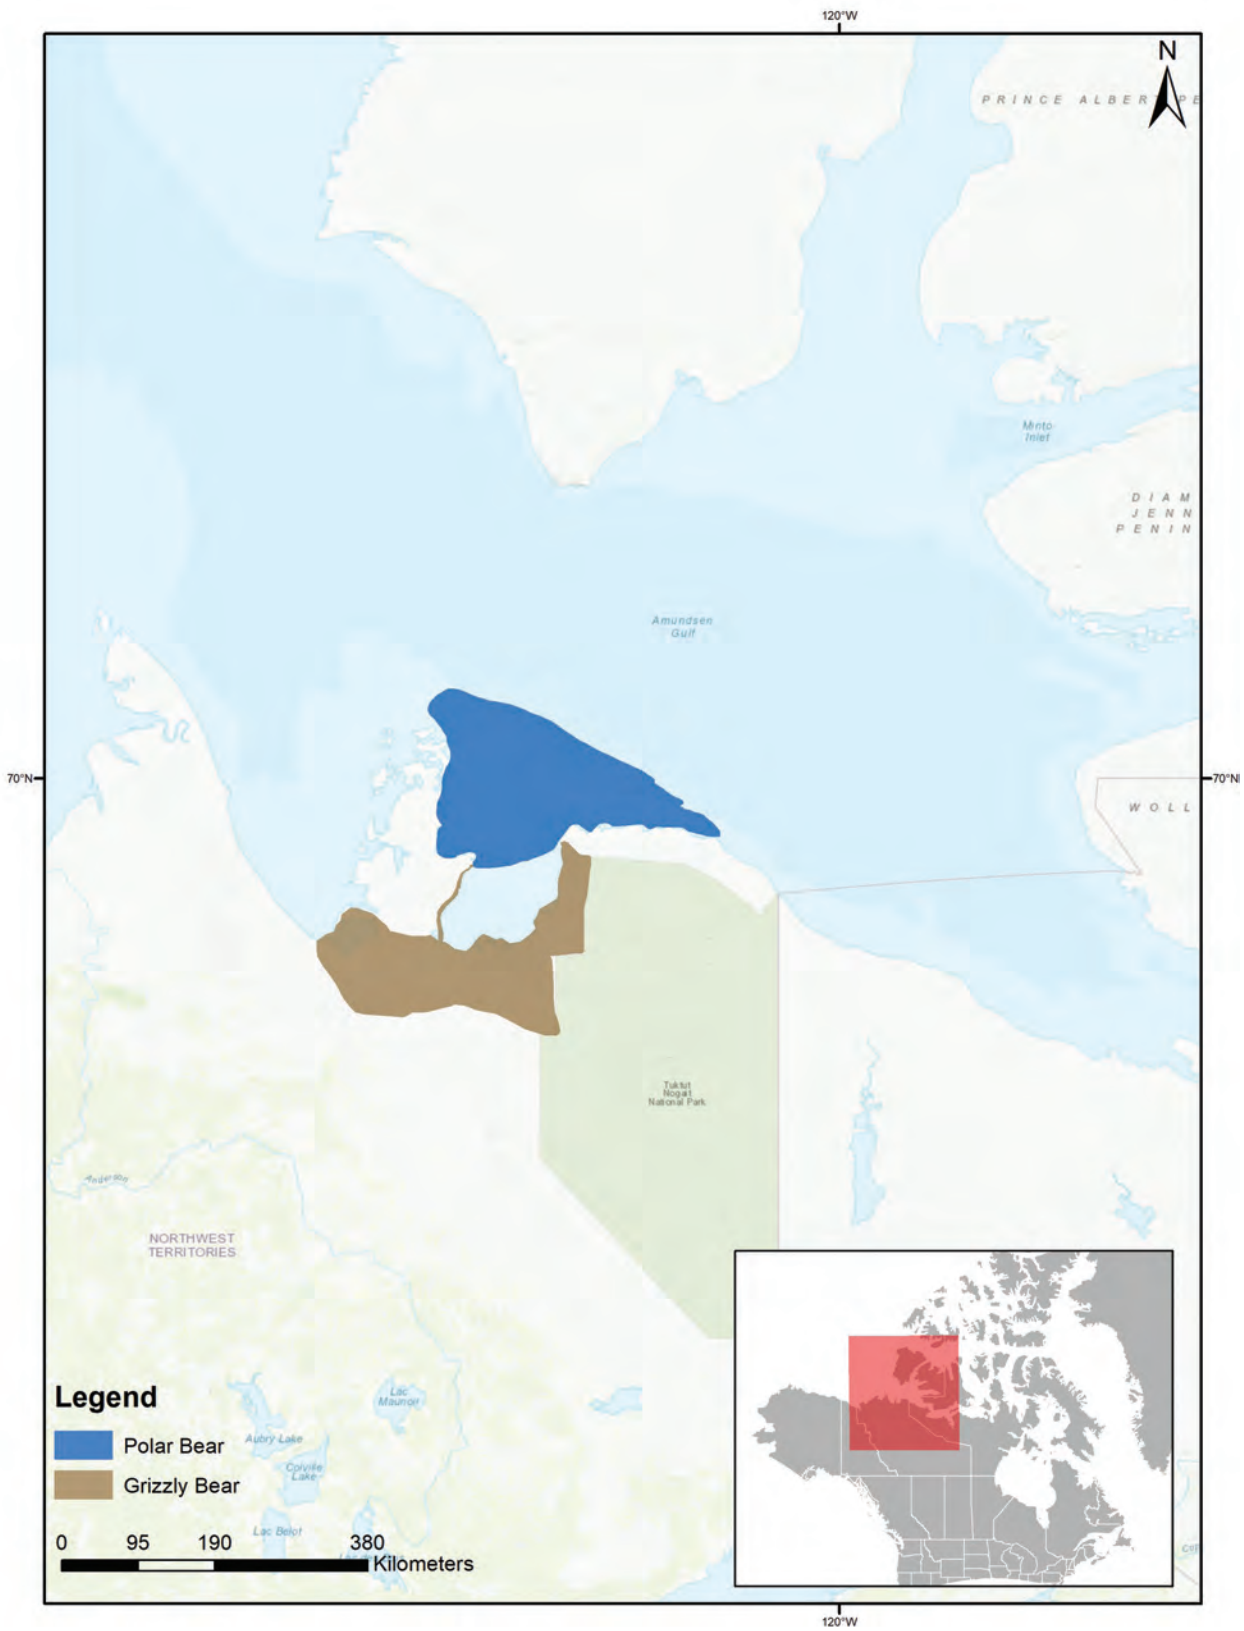 120°W
N
PRINCE ALBERT PE
Minto
Inlet
DIAM
JENN
PENIN
Amundsen
Gulf
70°N
70°N
WOLL
Tuktut
Nogait
National Park
Anderson
NORTHWEST
TERRITORIES
Legend
Lac
Maunoir
Polar Bear
Aubry Lake
Colville
Lake
Grizzly Bear
Lac Belot
0 95 190 380
Kilometers
120°W